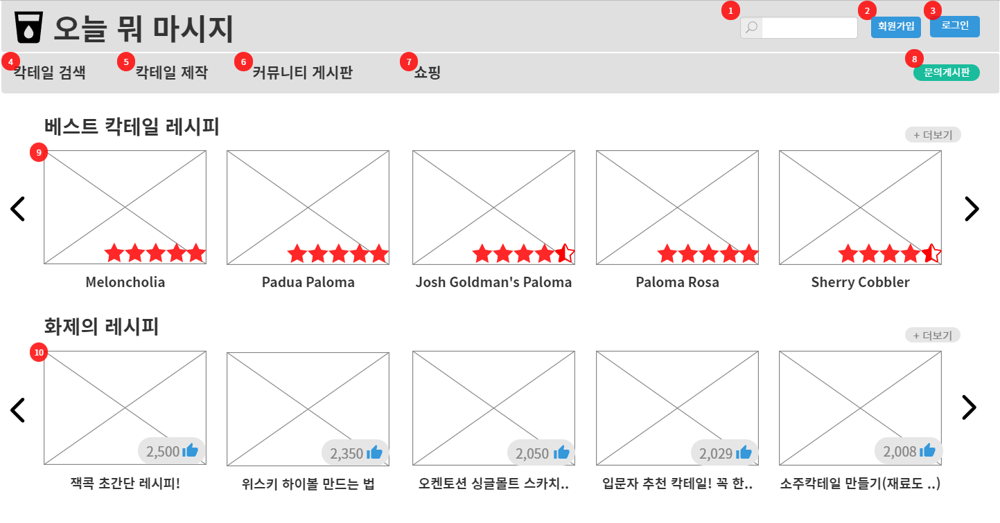 오늘 뭐 마시지
1
2
회원가입
3
로그인
4
칵테일 검색
5
칵테일 제작
6
커뮤니티 게시판
7
쇼핑
8
문의게시판
베스트 칵테일 레시피
+ 더보기
9
Meloncholia
Padua Paloma
Josh Goldman's Paloma
Paloma Rosa
Sherry Cobbler
화제의 레시피
+ 더보기
10
2,500
2,350
2,050
2,029
2,008
잭콕 초간단 레시피!
위스키 하이볼 만드는 법
오켄토션 싱글몰트 스카치..
입문자 추천 칵테일! 꼭 한..
소주칵테일 만들기(재료도 ..)